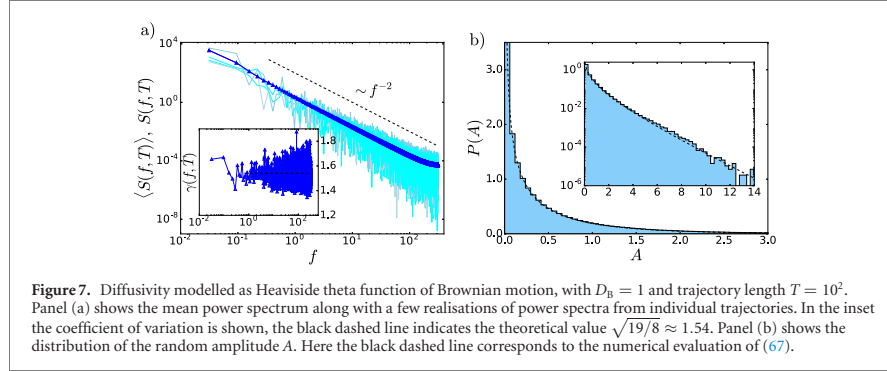 a)
b)
10^4
10^0
10^{-4}
10^{-8}
⟨S(f,T)⟩, S(f,T)
~ f^{-2}
γ(f,T)
1.8
1.6
1.4
1.2
10^{-2} 10^0 10^2
10^{-2} 10^{-1} 10^0 10^1 10^2
f
P(A)
3.0
2.0
1.0
0.0
10^0
10^{-2}
10^{-4}
10^{-6}
0 2 4 6 8 10 12 14
0.0 0.5 1.0 1.5 2.0 2.5 3.0
A
Figure 7. Diffusivity modelled as Heaviside theta function of Brownian motion, with D_B = 1 and trajectory length T = 10^2.
Panel (a) shows the mean power spectrum along with a few realisations of power spectra from individual trajectories. In the inset
the coefficient of variation is shown, the black dashed line indicates the theoretical value √19/8 ≈ 1.54. Panel (b) shows the
distribution of the random amplitude A. Here the black dashed line corresponds to the numerical evaluation of (67).